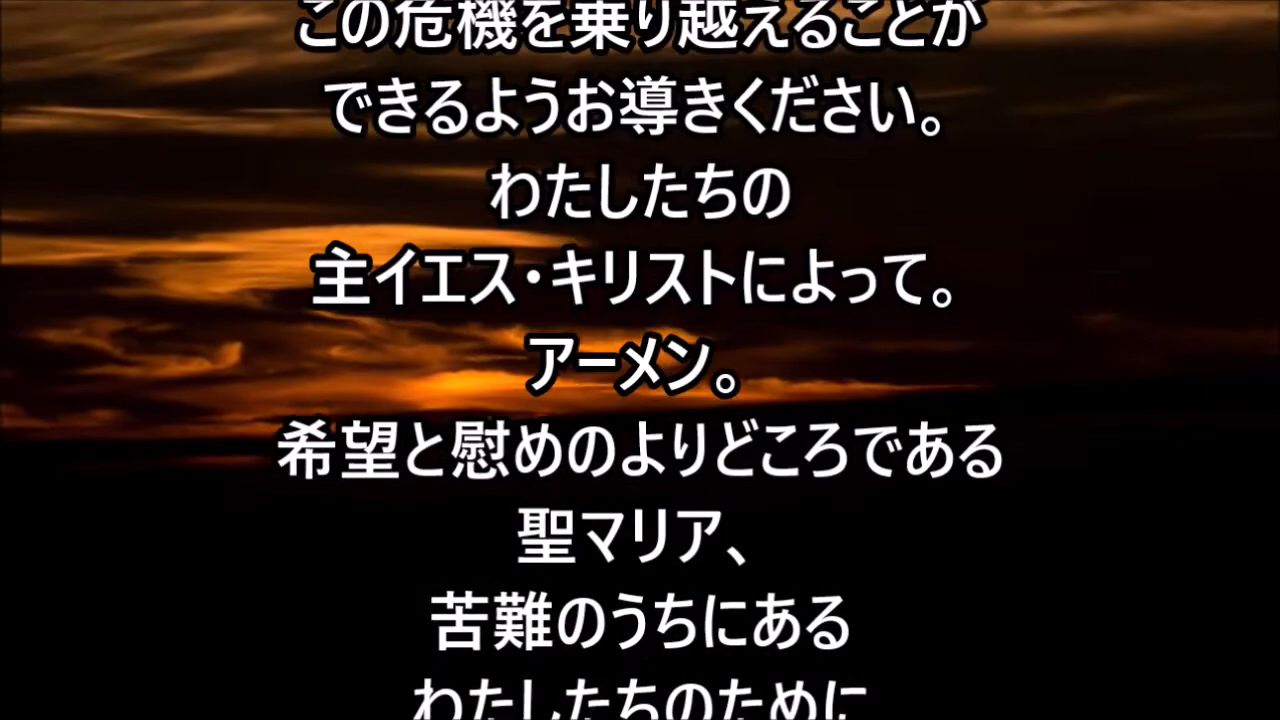 この危機を乗り越えることが
できるようお導きください。
わたしたちの
主イエス・キリストによって。
アーメン。
希望と慰めのよりどころである
聖マリア、
苦難のうちにある
わたしたちのために